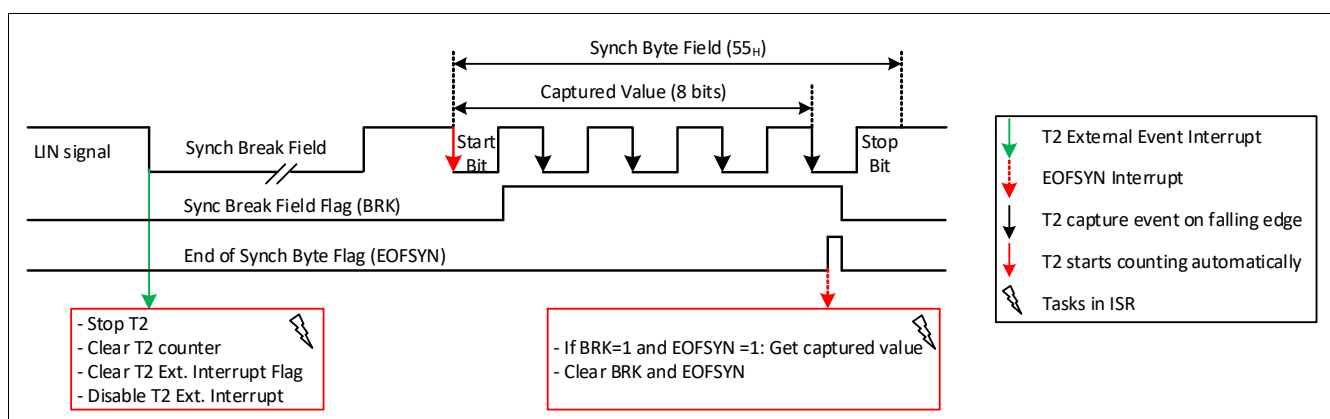 Synch Byte Field (55H)
Captured Value (8 bits)
LIN signal
Synch Break Field
Start
Bit
Stop
Bit
Sync Break Field Flag (BRK)
End of Synch Byte Flag (EOFSYN)
- Stop T2
- Clear T2 counter
- Clear T2 Ext. Interrupt Flag
- Disable T2 Ext. Interrupt
- If BRK=1 and EOFSYN =1: Get captured value
- Clear BRK and EOFSYN
T2 External Event Interrupt
EOFSYN Interrupt
T2 capture event on falling edge
T2 starts counting automatically
Tasks in ISR